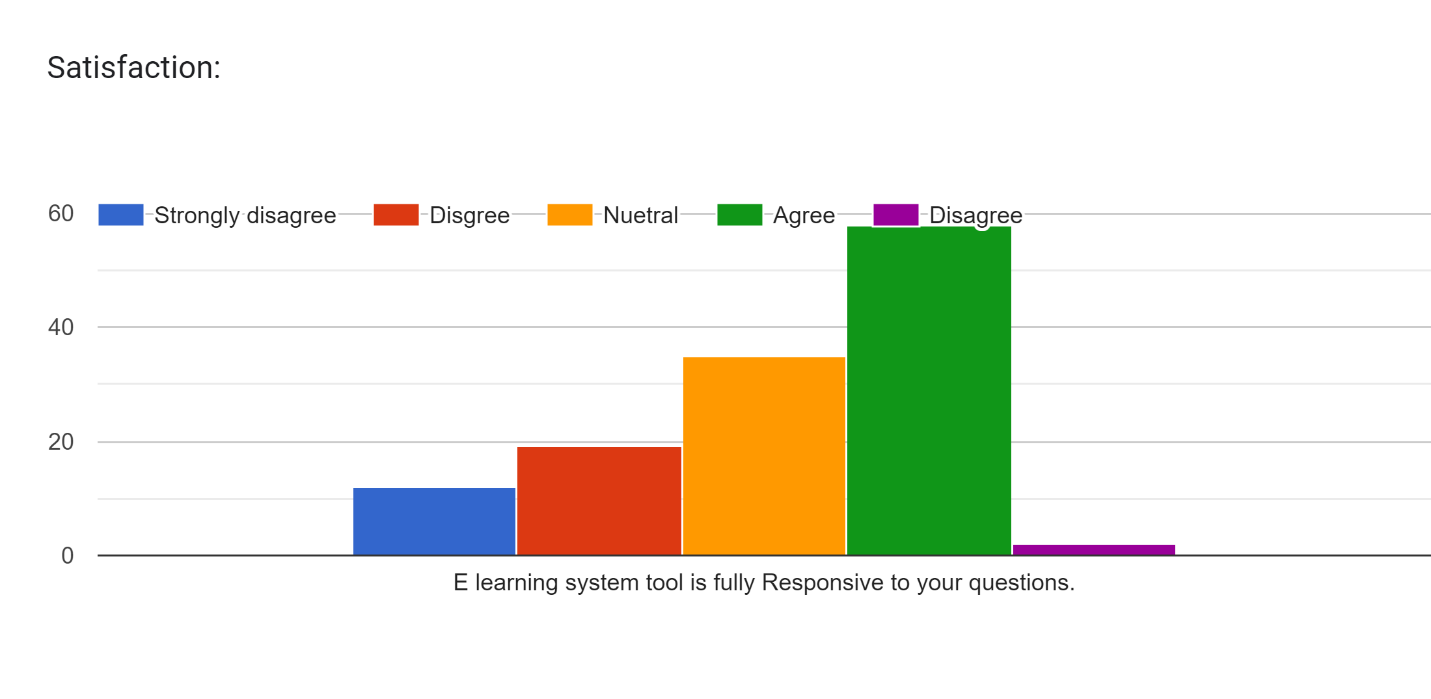 Satisfaction:
60 Strongly disagree Disgree Nuetral Agree Disagree
40
20
0
E learning system tool is fully Responsive to your questions.